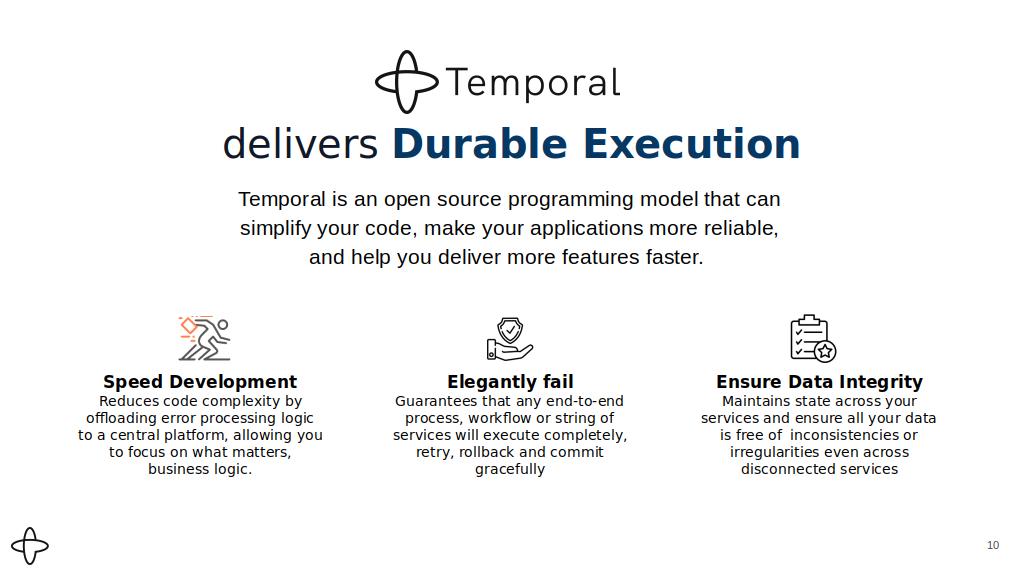 Temporal
delivers Durable Execution
Temporal is an open source programming model that can
simplify your code, make your applications more reliable,
and help you deliver more features faster.
Speed Development
Reduces code complexity by
offloading error processing logic
to a central platform, allowing you
to focus on what matters,
business logic.
Elegantly fail
Guarantees that any end-to-end
process, workflow or string of
services will execute completely,
retry, rollback and commit
gracefully
Ensure Data Integrity
Maintains state across your
services and ensure all your data
is free of  inconsistencies or
irregularities even across
disconnected services
10